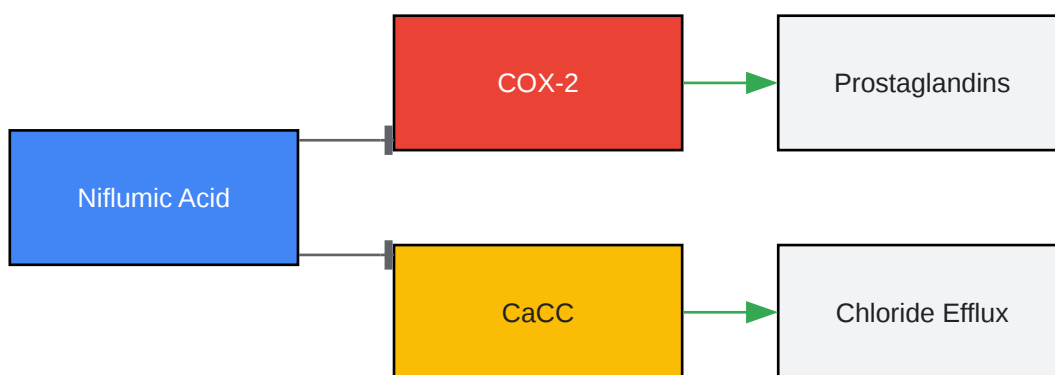 COX-2
Prostaglandins
Niflumic Acid
CaCC
Chloride Efflux